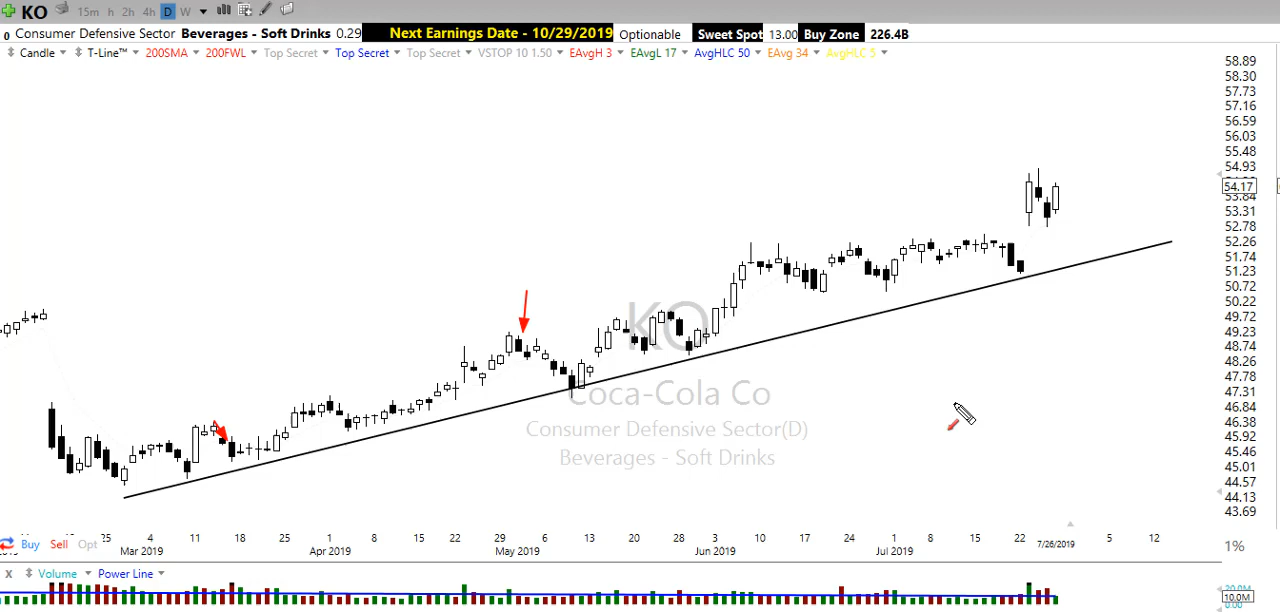 KO 15m h 2h 4h D W
0 Consumer Defensive Sector Beverages - Soft Drinks 0.29 Next Earnings Date - 10/29/2019 Optionable Sweet Spot 13.00 Buy Zone 226.4B
Candle T-Line™ 200SMA 200FWL Top Secret Top Secret Top Secret VSTOP 10 1.50 EAvgH 3 EAvgL 17 AvgHLC 50 EAvg 34 AvgHLC 5
58.89
58.30
57.73
57.16
56.59
56.03
55.48
54.93
54.17
53.84
53.31
52.78
52.26
51.74
51.23
50.72
50.22
49.72
49.23
48.74
48.26
47.78
47.31
46.84
46.38
45.92
45.46
45.01
44.57
44.13
43.69
KO
Coca-Cola Co
Consumer Defensive Sector(D)
Beverages - Soft Drinks
4 11 18 25 1 8 15 22 29 6 13 20 28 3 10 17 24 1 8 15 22 7/26/2019 5 12
Mar 2019 Apr 2019 May 2019 Jun 2019 Jul 2019
Buy Sell Opt
1%
X Volume Power Line
20.0M
10.0M
0.00